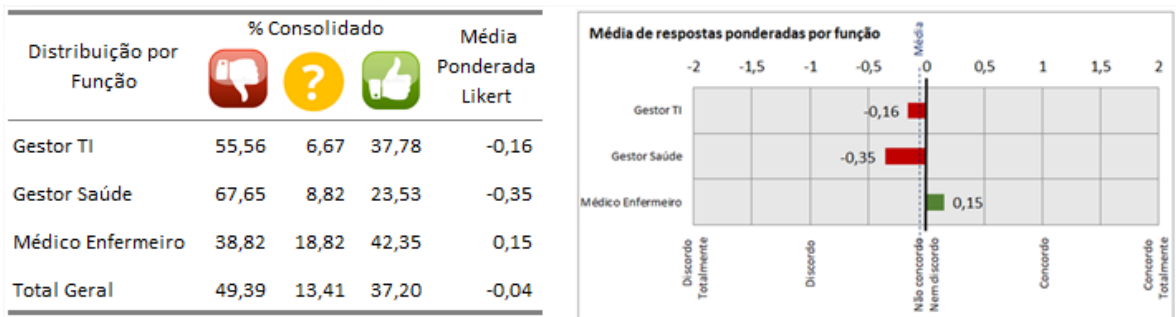 Distribuição por
Função
% Consolidado
?
Média
Ponderada
Likert
Gestor TI 55,56 6,67 37,78 -0,16
Gestor Saúde 67,65 8,82 23,53 -0,35
Médico Enfermeiro 38,82 18,82 42,35 0,15
Total Geral 49,39 13,41 37,20 -0,04
Média de respostas ponderadas por função
Média
-2 -1,5 -1 -0,5 0 0,5 1 1,5 2
Gestor TI -0,16
Gestor Saúde -0,35
Médico Enfermeiro 0,15
Discordo
Totalmente
Discordo
Não concordo
Nem discordo
Concordo
Concordo
Totalmente